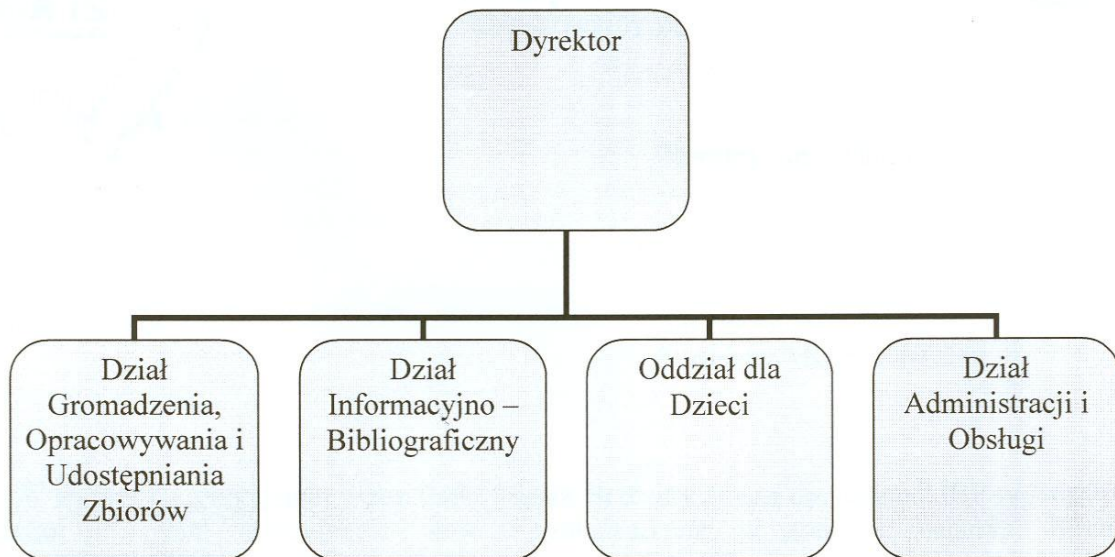 Dyrektor
Dział
Gromadzenia,
Opracowywania i
Udostępniania
Zbiorów
Dział
Informacyjno –
Bibliograficzny
Oddział dla
Dzieci
Dział
Administracji i
Obsługi